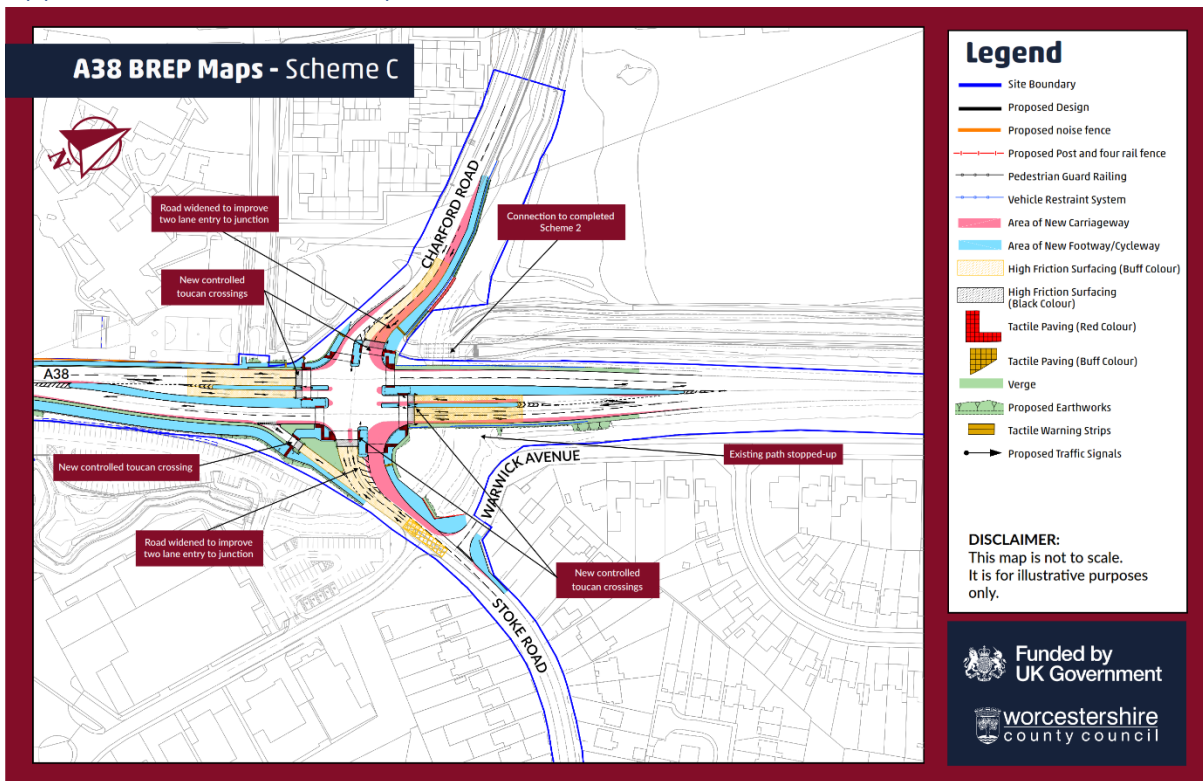 A38 BREP Maps - Scheme C
N
Road widened to improve
two lane entry to junction
New controlled
toucan crossings
CHARFORD ROAD
Connection to completed
Scheme 2
A38
New controlled toucan crossing
Road widened to improve
two lane entry to junction
WARWICK AVENUE
Existing path stopped-up
New controlled
toucan crossings
STOKE ROAD
Legend
Site Boundary
Proposed Design
Proposed noise fence
Proposed Post and four rail fence
Pedestrian Guard Railing
Vehicle Restraint System
Area of New Carriageway
Area of New Footway/Cycleway
High Friction Surfacing (Buff Colour)
High Friction Surfacing
(Black Colour)
Tactile Paving (Red Colour)
Tactile Paving (Buff Colour)
Verge
Proposed Earthworks
Tactile Warning Strips
Proposed Traffic Signals
DISCLAIMER:
This map is not to scale.
It is for illustrative purposes
only.
Funded by
UK Government
worcestershire
county council